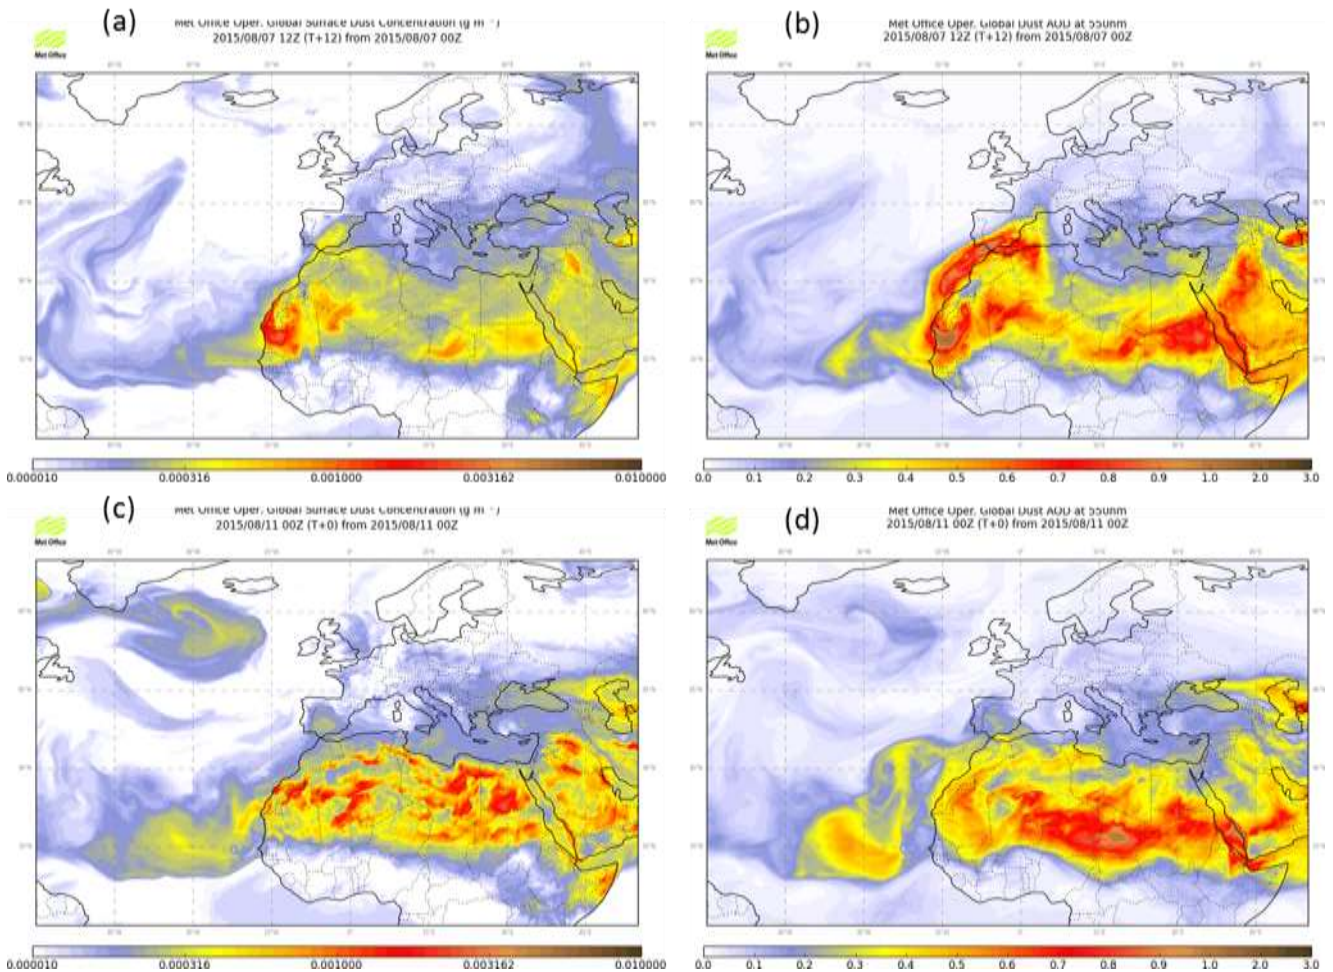 (a)
Met Office Oper. Global Surface Dust Concentration (g m⁻³)
2015/08/07 12Z (T+12) from 2015/08/07 00Z
Met Office
0.000010 0.000316 0.001000 0.003162 0.010000
(b)
Met Office Oper. Global Dust AOD at 550nm
2015/08/07 12Z (T+12) from 2015/08/07 00Z
Met Office
0.0 0.1 0.2 0.3 0.4 0.5 0.6 0.7 0.8 0.9 1.0 2.0 3.0
(c)
Met Office Oper. Global Surface Dust Concentration (g m⁻³)
2015/08/11 00Z (T+0) from 2015/08/11 00Z
Met Office
0.000010 0.000316 0.001000 0.003162 0.010000
(d)
Met Office Oper. Global Dust AOD at 550nm
2015/08/11 00Z (T+0) from 2015/08/11 00Z
Met Office
0.0 0.1 0.2 0.3 0.4 0.5 0.6 0.7 0.8 0.9 1.0 2.0 3.0